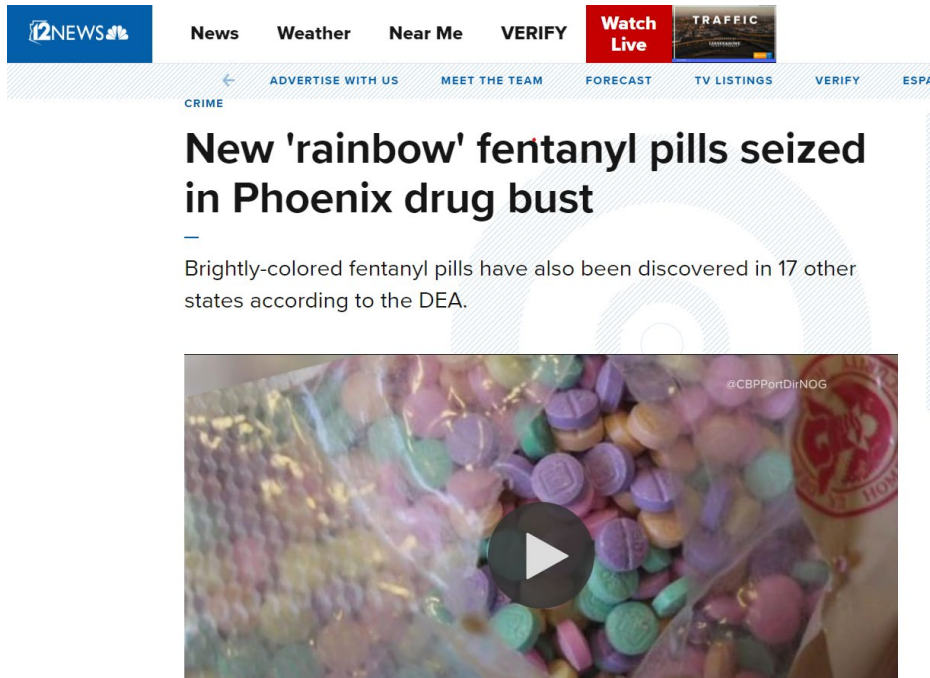 12NEWS
News Weather Near Me VERIFY Watch Live TRAFFIC
ADVERTISE WITH US MEET THE TEAM FORECAST TV LISTINGS VERIFY ESPA
CRIME
New 'rainbow' fentanyl pills seized
in Phoenix drug bust
Brightly-colored fentanyl pills have also been discovered in 17 other
states according to the DEA.
@CBPPortDirNOG